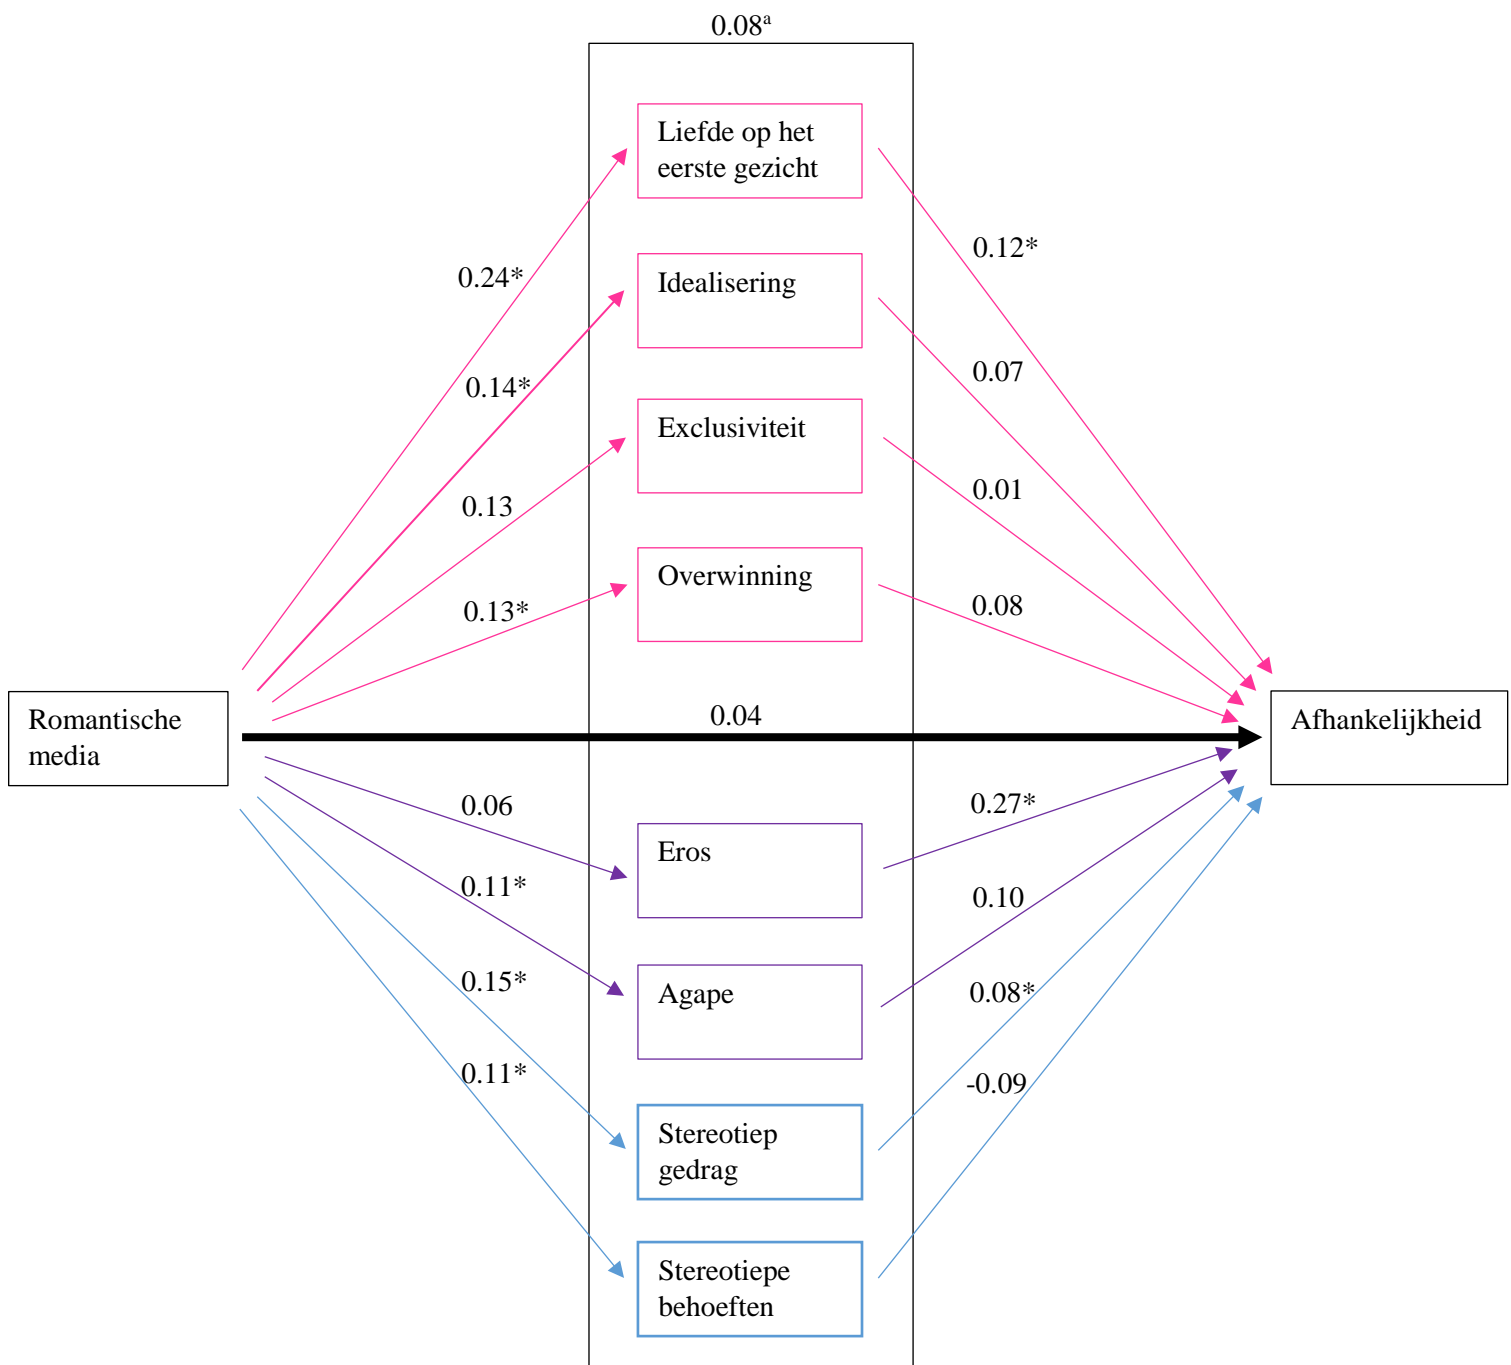 0.08ᵃ
Liefde op het
eerste gezicht
0.12*
0.24*
Idealisering
0.07
0.14*
Exclusiviteit
0.01
0.13
Overwinning
0.08
0.13*
Romantische
media
0.04
Afhankelijkheid
0.06
0.27*
Eros
0.11*
0.10
0.15*
Agape
0.08*
0.11*
-0.09
Stereotiep
gedrag
Stereotiepe
behoeften